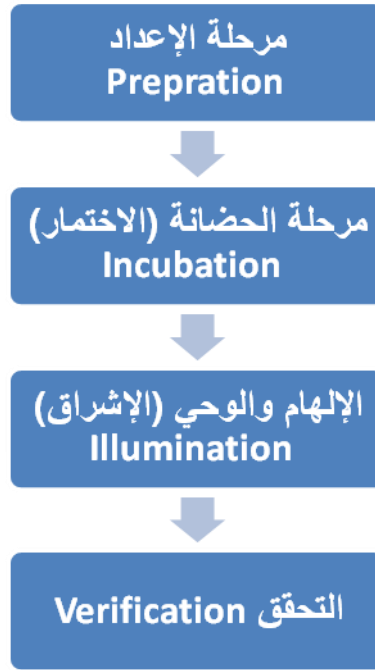 مرحلة الإعداد
Prepration
مرحلة الحضانة (الاختمار)
Incubation
الإلهام والوحي (الإشراق)
Illumination
التحقق Verification